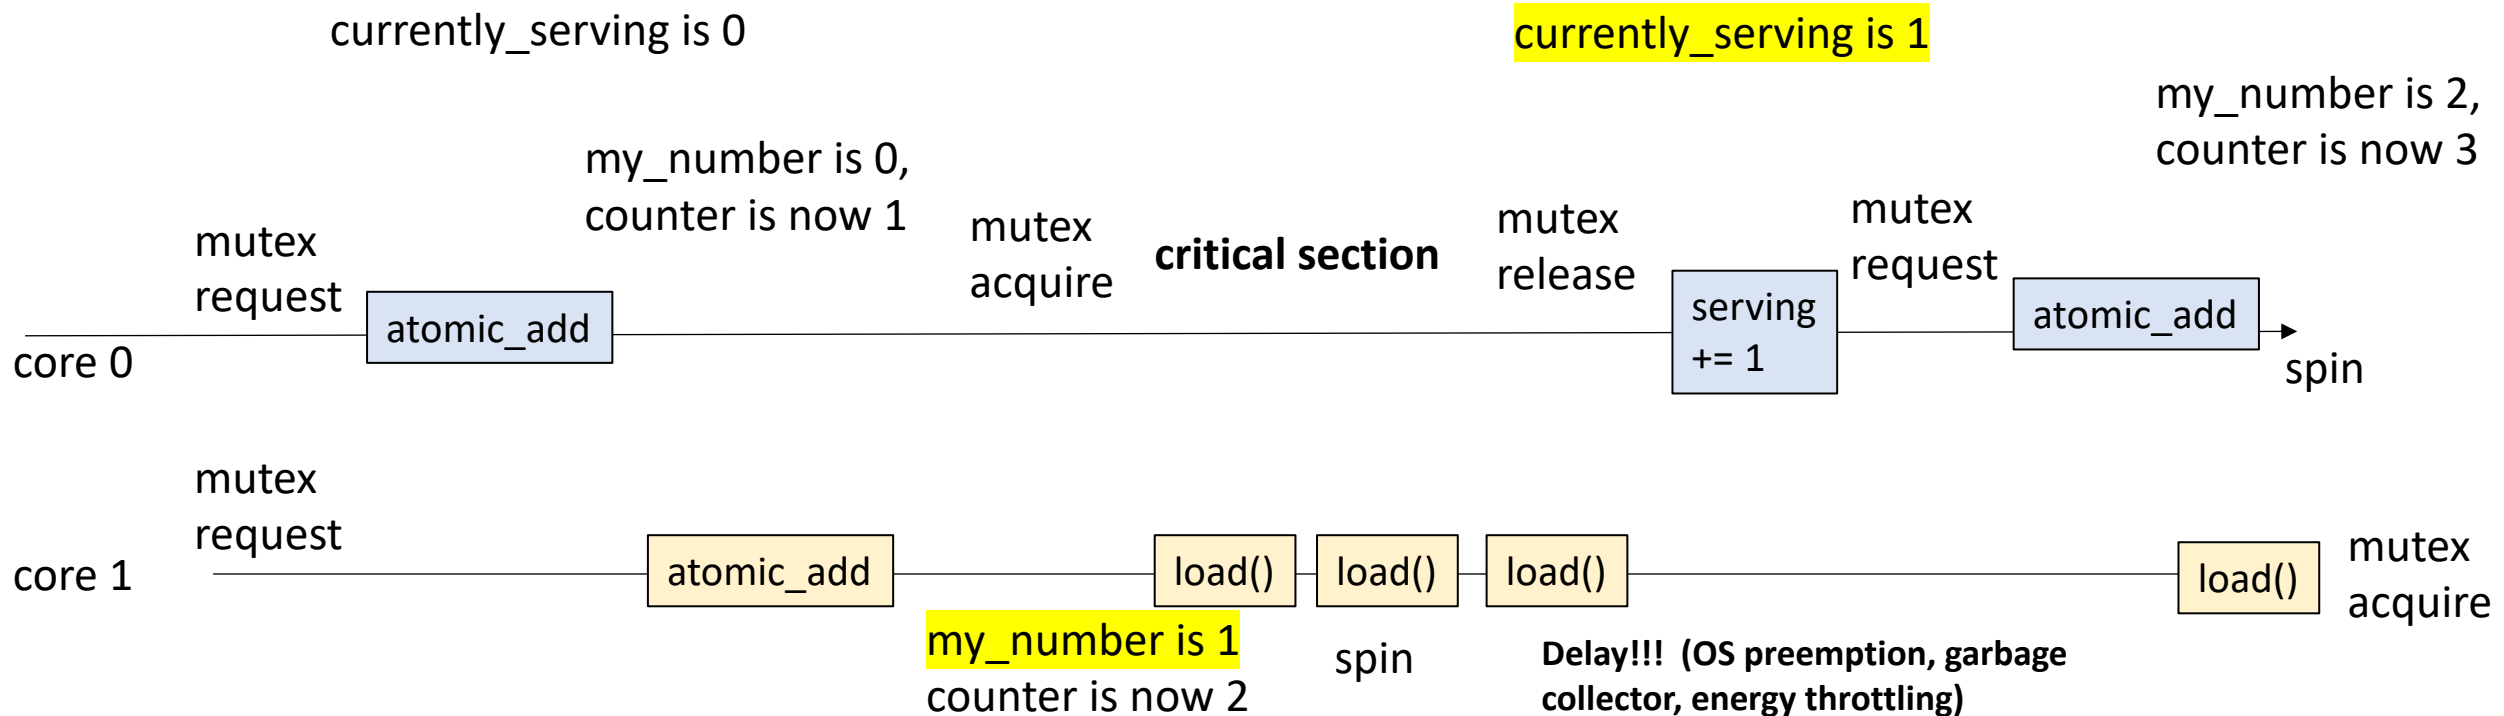 currently_serving is 0
currently_serving is 1
my_number is 2,
counter is now 3
my_number is 0,
counter is now 1
mutex
request
mutex
acquire
critical section
mutex
release
mutex
request
atomic_add
serving
+= 1
atomic_add
core 0
spin
mutex
request
core 1
atomic_add
load()
load()
load()
load()
mutex
acquire
my_number is 1
counter is now 2
spin
Delay!!! (OS preemption, garbage
collector, energy throttling)